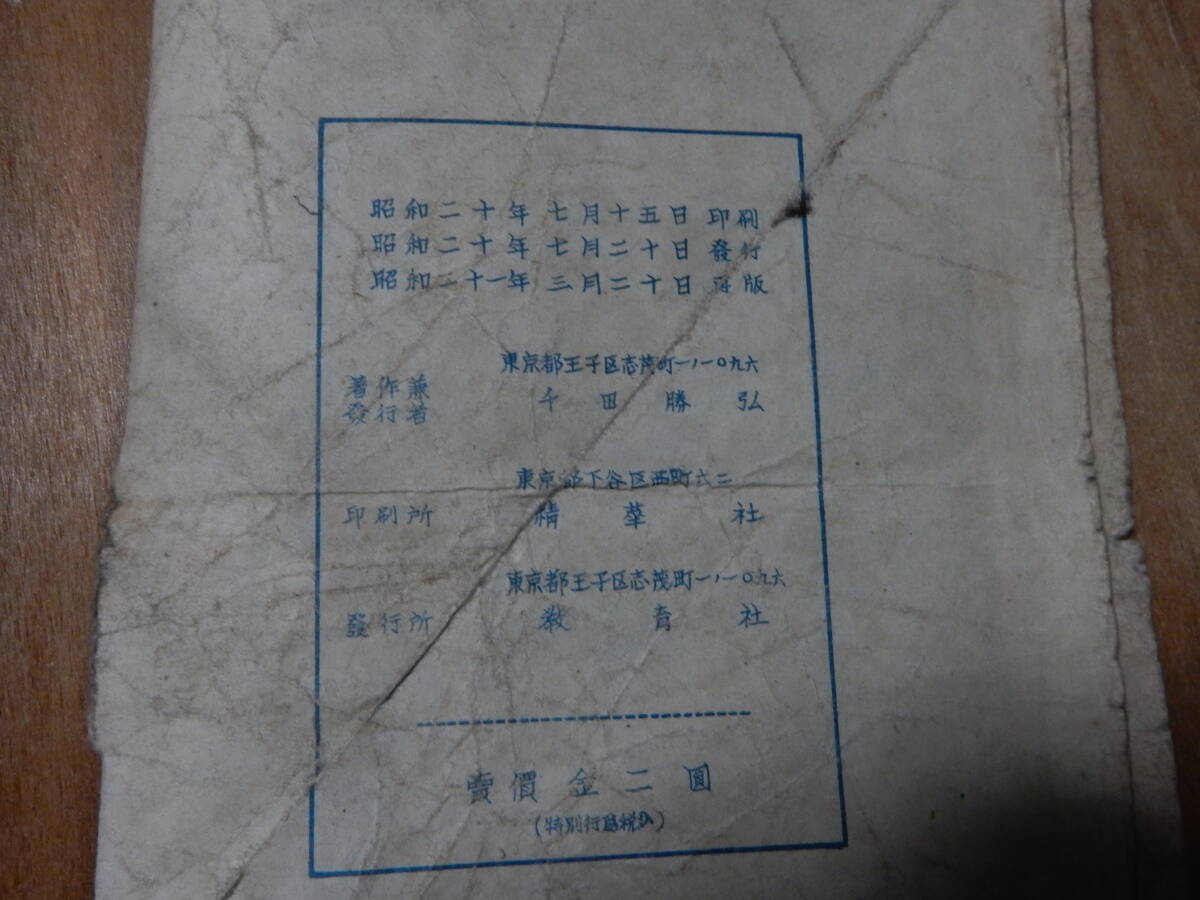 昭和二十年 七月十五日 印刷
昭和二十年 七月二十日 發行
昭和二十一年 三月二十日 再版
東京都王子区志茂町一ノ一〇九六
著作兼
發行者
千田勝弘
東京都下谷区西町六二
印刷所 精華社
東京都王子区志茂町一ノ一〇九六
發行所 教育社
賣價金二圓
(特別行為税込)